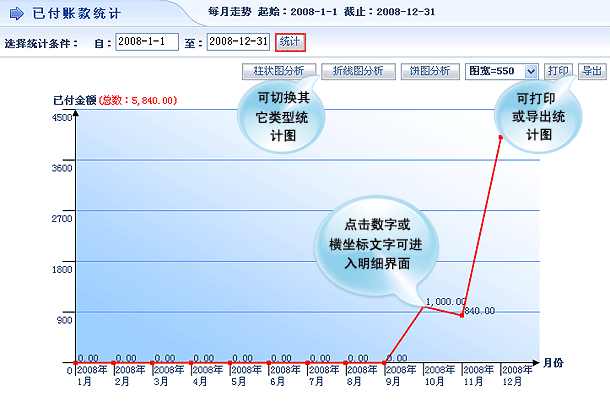 已付账款统计
每月走势 起始：2008-1-1 截止：2008-12-31
选择统计条件： 自：2008-1-1 至：2008-12-31 统计
柱状图分析 折线图分析 饼图分析 图宽=550 打印 导出
已付金额(总数：5,840.00)
可切换其
它类型统
计图
可打印
或导出统
计图
点击数字或
横坐标文字可进
入明细界面
4500
3600
2700
1800
900
0
1,000.00
840.00
0.00 0.00 0.00 0.00 0.00 0.00 0.00 0.00 0.00
月份
2008年 2008年 2008年 2008年 2008年 2008年 2008年 2008年 2008年 2008年 2008年 2008年
1月 2月 3月 4月 5月 6月 7月 8月 9月 10月 11月 12月